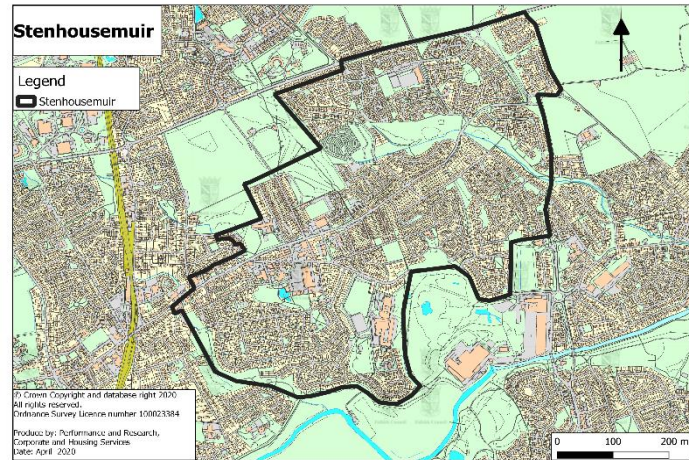 Stenhousemuir
Legend
Stenhousemuir
© Crown Copyright and database right 2020
All rights reserved.
Ordnance Survey Licence number 100023384
Produce by: Performance and Research,
Corporate and Housing Services
Date: April 2020
0 100 200 m